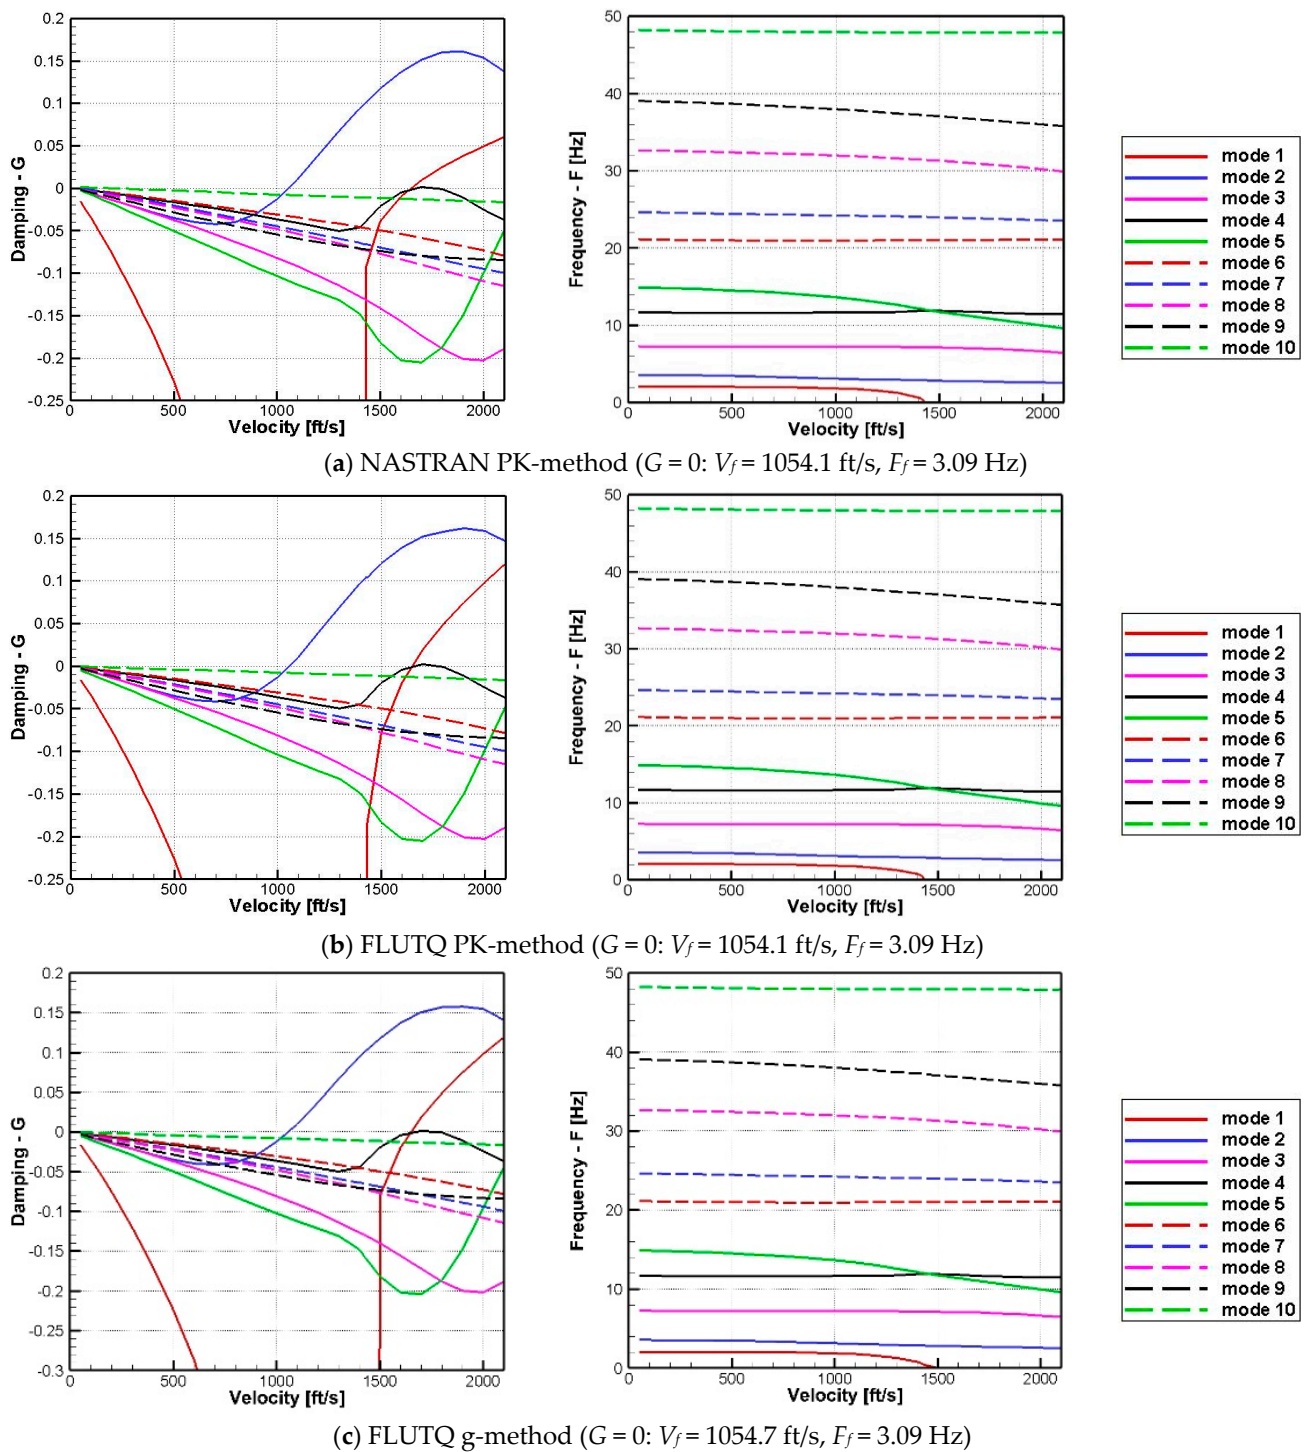 0.2
0.15
0.1
0.05
0
-0.05
-0.1
-0.15
-0.2
-0.25
Damping - G
0 500 1000 1500 2000
Velocity [ft/s]
50
40
30
20
10
0
Frequency - F [Hz]
0 500 1000 1500 2000
Velocity [ft/s]
mode 1
mode 2
mode 3
mode 4
mode 5
mode 6
mode 7
mode 8
mode 9
mode 10
(a) NASTRAN PK-method (G = 0: Vf = 1054.1 ft/s, Ff = 3.09 Hz)
0.2
0.15
0.1
0.05
0
-0.05
-0.1
-0.15
-0.2
-0.25
Damping - G
0 500 1000 1500 2000
Velocity [ft/s]
50
40
30
20
10
0
Frequency - F [Hz]
0 500 1000 1500 2000
Velocity [ft/s]
mode 1
mode 2
mode 3
mode 4
mode 5
mode 6
mode 7
mode 8
mode 9
mode 10
(b) FLUTQ PK-method (G = 0: Vf = 1054.1 ft/s, Ff = 3.09 Hz)
0.2
0.15
0.1
0.05
0
-0.05
-0.1
-0.15
-0.2
-0.25
-0.3
Damping - G
0 500 1000 1500 2000
Velocity [ft/s]
50
40
30
20
10
0
Frequency - F [Hz]
0 500 1000 1500 2000
Velocity [ft/s]
mode 1
mode 2
mode 3
mode 4
mode 5
mode 6
mode 7
mode 8
mode 9
mode 10
(c) FLUTQ g-method (G = 0: Vf = 1054.7 ft/s, Ff = 3.09 Hz)